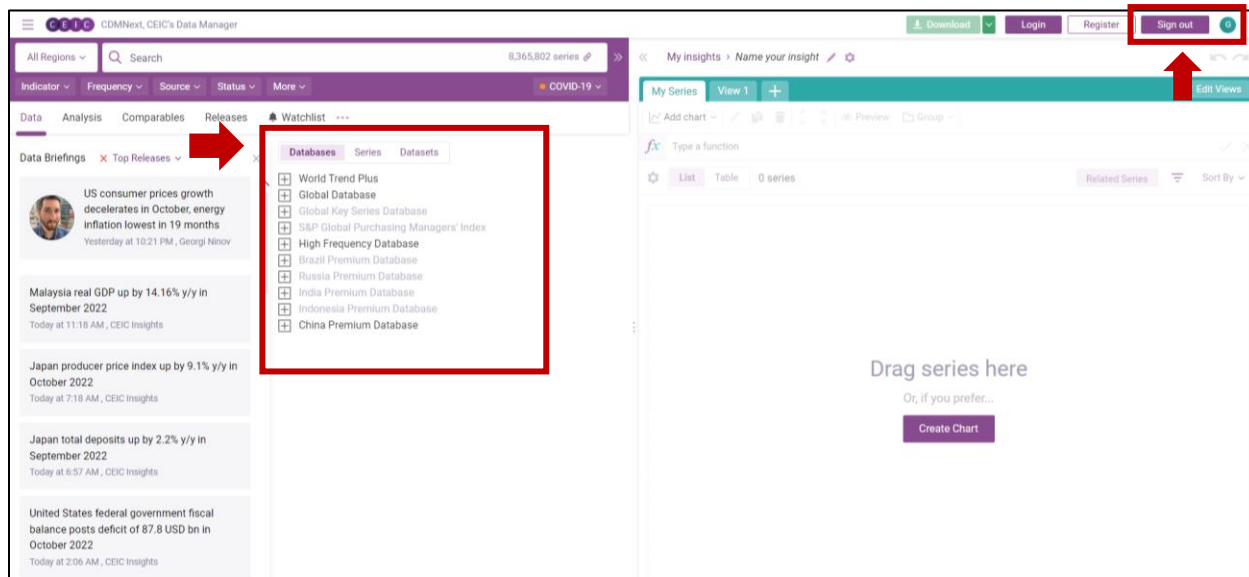 CEIC CDMNext, CEIC's Data Manager
Download Login Register Sign out G
All Regions Search 8,365,802 series
Indicator Frequency Source Status More COVID-19
Data Analysis Comparables Releases Watchlist
Data Briefings Top Releases
US consumer prices growth
decelerates in October, energy
inflation lowest in 19 months
Yesterday at 10:21 PM , Georgi Ninov
Malaysia real GDP up by 14.16% y/y in
September 2022
Today at 11:18 AM , CEIC Insights
Japan producer price index up by 9.1% y/y in
October 2022
Today at 7:18 AM , CEIC Insights
Japan total deposits up by 2.2% y/y in
September 2022
Today at 6:57 AM , CEIC Insights
United States federal government fiscal
balance posts deficit of 87.8 USD bn in
October 2022
Today at 2:06 AM , CEIC Insights
Databases Series Datasets
World Trend Plus
Global Database
Global Key Series Database
S&P Global Purchasing Managers' Index
High Frequency Database
Brazil Premium Database
Russia Premium Database
India Premium Database
Indonesia Premium Database
China Premium Database
My insights › Name your insight
My Series View 1 + Edit Views
Add chart Preview Group
fx Type a function
List Table 0 series Related Series Sort By
Drag series here
Or, if you prefer...
Create Chart